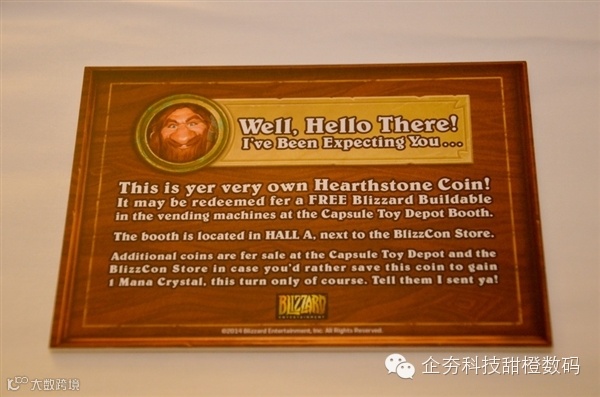 Well, Hello There!
I've Been Expecting You...
This is yer very own Hearthstone Coin!
It may be redeemed fer a FREE Blizzard Buildable
in the vending machines at the Capsule Toy Depot Booth.
The booth is located in HALL A, next to the BlizzCon Store.
Additional coins are fer sale at the Capsule Toy Depot and the
BlizzCon Store in case you'd rather save this coin to gain
1 Mana Crystal, this turn only of course. Tell them I sent ya!
BLIZZARD
ENTERTAINMENT
©2014 Blizzard Entertainment, Inc. All Rights Reserved.
企夯科技甜橙数码
大数跨境